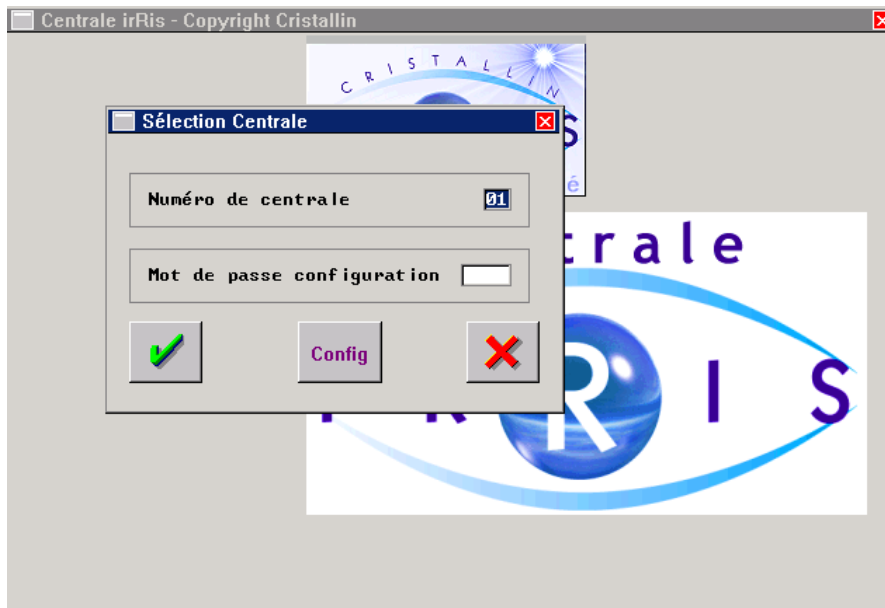 Centrale irRis - Copyright Cristallin
CRISTALLIN
S
é
Sélection Centrale
Numéro de centrale 01
Mot de passe configuration
Config
trale
R I S